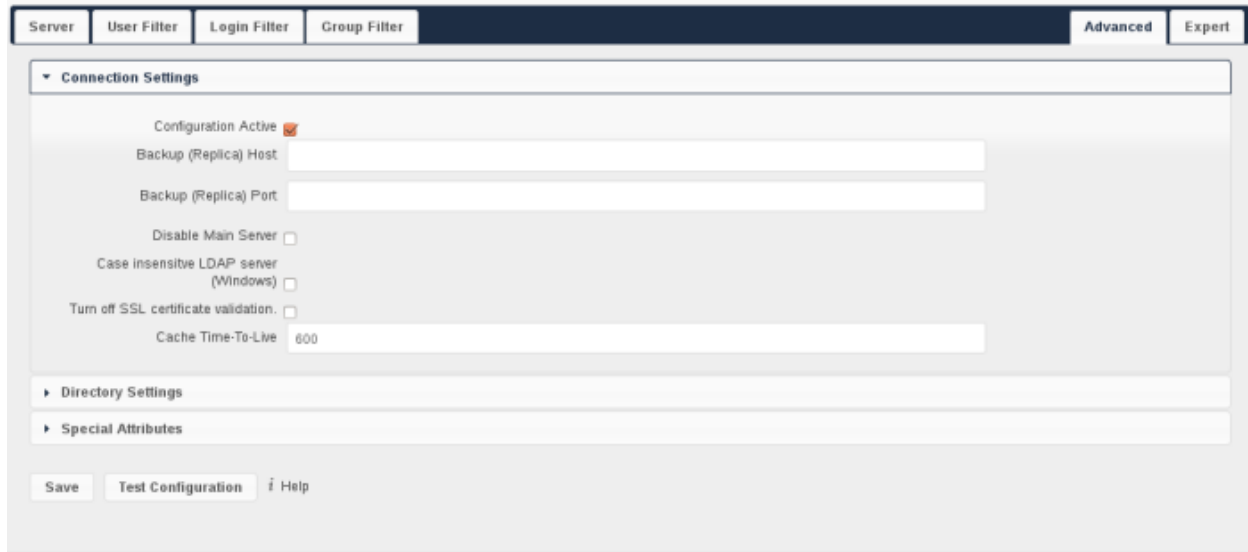 Server User Filter Login Filter Group Filter Advanced Expert
Connection Settings
Configuration Active
Backup (Replica) Host
Backup (Replica) Port
Disable Main Server
Case insensitve LDAP server
(Windows)
Turn off SSL certificate validation.
Cache Time-To-Live 600
Directory Settings
Special Attributes
Save Test Configuration i Help